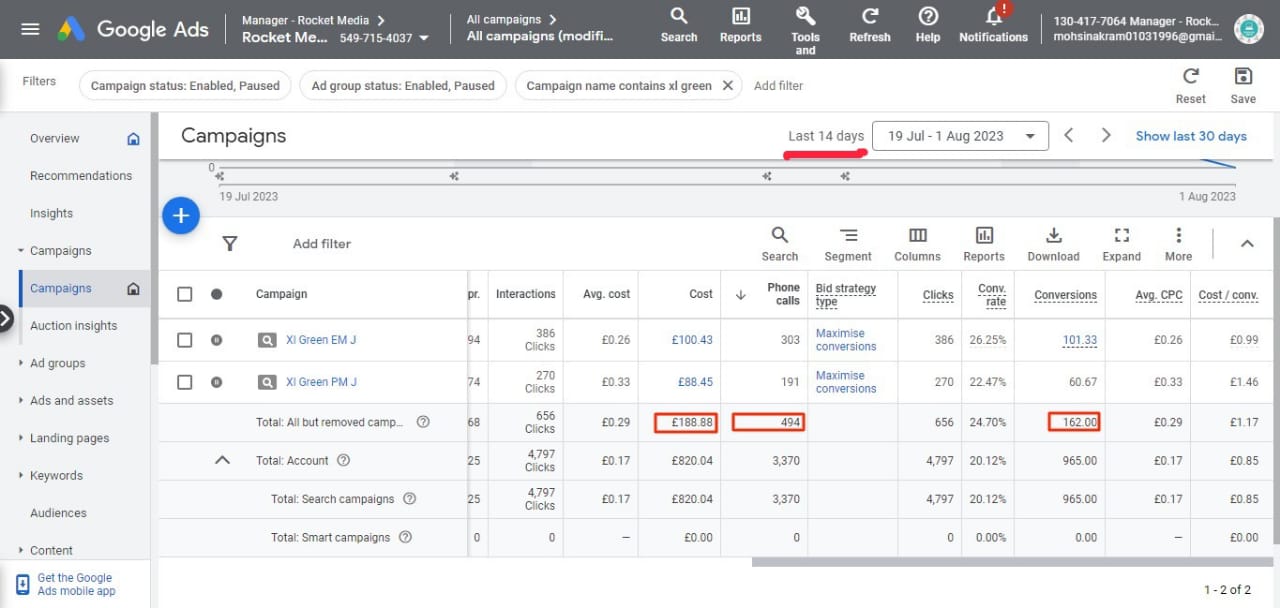 Google Ads
Manager - Rocket Media
Rocket Me... 549-715-4037
All campaigns
All campaigns (modifi...
Search
Reports
Tools
and
Refresh
Help
!
Notifications
130-417-7064 Manager - Rock...
mohsinakram01031996@gmai...
Filters
Campaign status: Enabled, Paused
Ad group status: Enabled, Paused
Campaign name contains xl green
Add filter
Reset
Save
Overview
Recommendations
Insights
Campaigns
Campaigns
Auction insights
Ad groups
Ads and assets
Landing pages
Keywords
Audiences
Content
Get the Google
Ads mobile app
Campaigns
Last 14 days
19 Jul - 1 Aug 2023
Show last 30 days
0
19 Jul 2023
1 Aug 2023
Add filter
Search
Segment
Columns
Reports
Download
Expand
More
Campaign pr. Interactions Avg. cost Cost Phone calls Bid strategy type Clicks Conv. rate Conversions Avg. CPC Cost / conv.
Xl Green EM J 94 386 Clicks £0.26 £100.43 303 Maximise conversions 386 26.25% 101.33 £0.26 £0.99
Xl Green PM J 74 270 Clicks £0.33 £88.45 191 Maximise conversions 270 22.47% 60.67 £0.33 £1.46
Total: All but removed camp... 68 656 Clicks £0.29 £188.88 494 656 24.70% 162.00 £0.29 £1.17
Total: Account 25 4,797 Clicks £0.17 £820.04 3,370 4,797 20.12% 965.00 £0.17 £0.85
Total: Search campaigns 25 4,797 Clicks £0.17 £820.04 3,370 4,797 20.12% 965.00 £0.17 £0.85
Total: Smart campaigns 0 0 – £0.00 0 0 0.00% 0.00 – £0.00
1 - 2 of 2